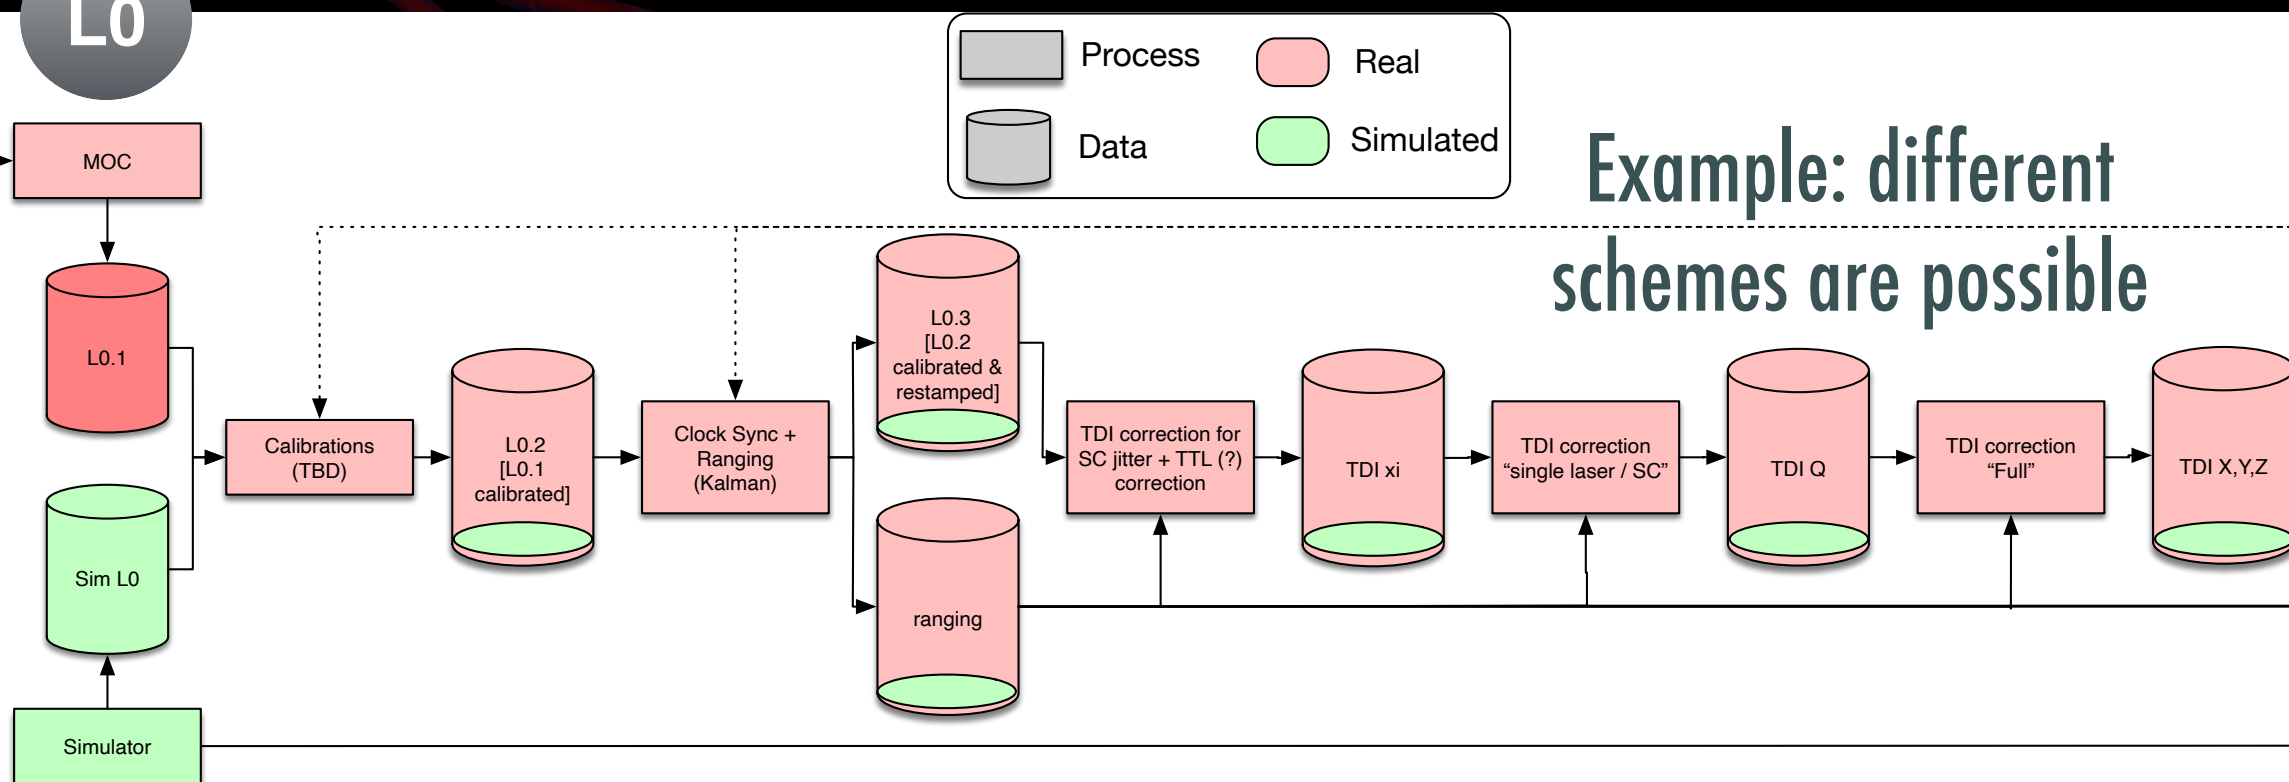 L0
Process
Real
Data
Simulated
Example: different
schemes are possible
MOC
L0.1
Sim L0
Simulator
Calibrations
(TBD)
L0.2
[L0.1
calibrated]
Clock Sync +
Ranging
(Kalman)
L0.3
[L0.2
calibrated &
restamped]
ranging
TDI correction for
SC jitter + TTL (?)
correction
TDI xi
TDI correction
“single laser / SC”
TDI Q
TDI correction
“Full”
TDI X,Y,Z